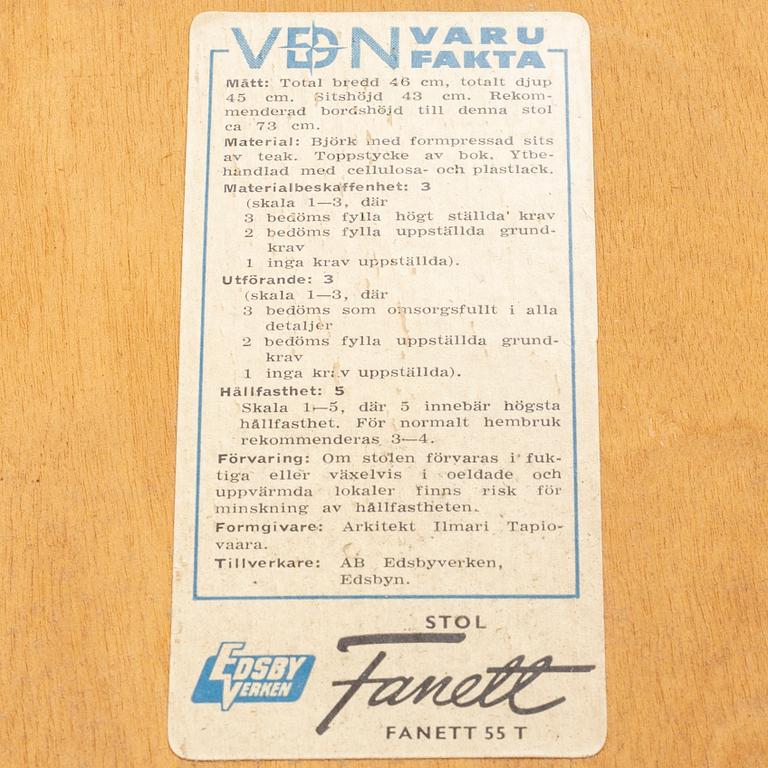 VDN VARU
FAKTA
Mått: Total bredd 46 cm, totalt djup
45 cm. Sitshöjd 43 cm. Rekom-
menderad bordshöjd till denna stol
ca 73 cm.
Material: Björk med formpressad sits
av teak. Toppstycke av bok. Ytbe-
handlad med cellulosa- och plastlack.
Materialbeskaffenhet: 3
(skala 1—3, där
3 bedöms fylla högt ställda krav
2 bedöms fylla uppställda grund-
krav
1 inga krav uppställda).
Utförande: 3
(skala 1—3, där
3 bedöms som omsorgsfullt i alla
detaljer
2 bedöms fylla uppställda grund-
krav
1 inga krav uppställda).
Hållfasthet: 5
Skala 1—5, där 5 innebär högsta
hållfasthet. För normalt hembruk
rekommenderas 3—4.
Förvaring: Om stolen förvaras i fuk-
tiga eller växelvis i oeldade och
uppvärmda lokaler finns risk för
minskning av hållfastheten.
Formgivare: Arkitekt Ilmari Tapio-
vaara.
Tillverkare: AB Edsbyverken,
Edsbyn.
STOL
EDSBY
VERKEN
Fanett
FANETT 55 T